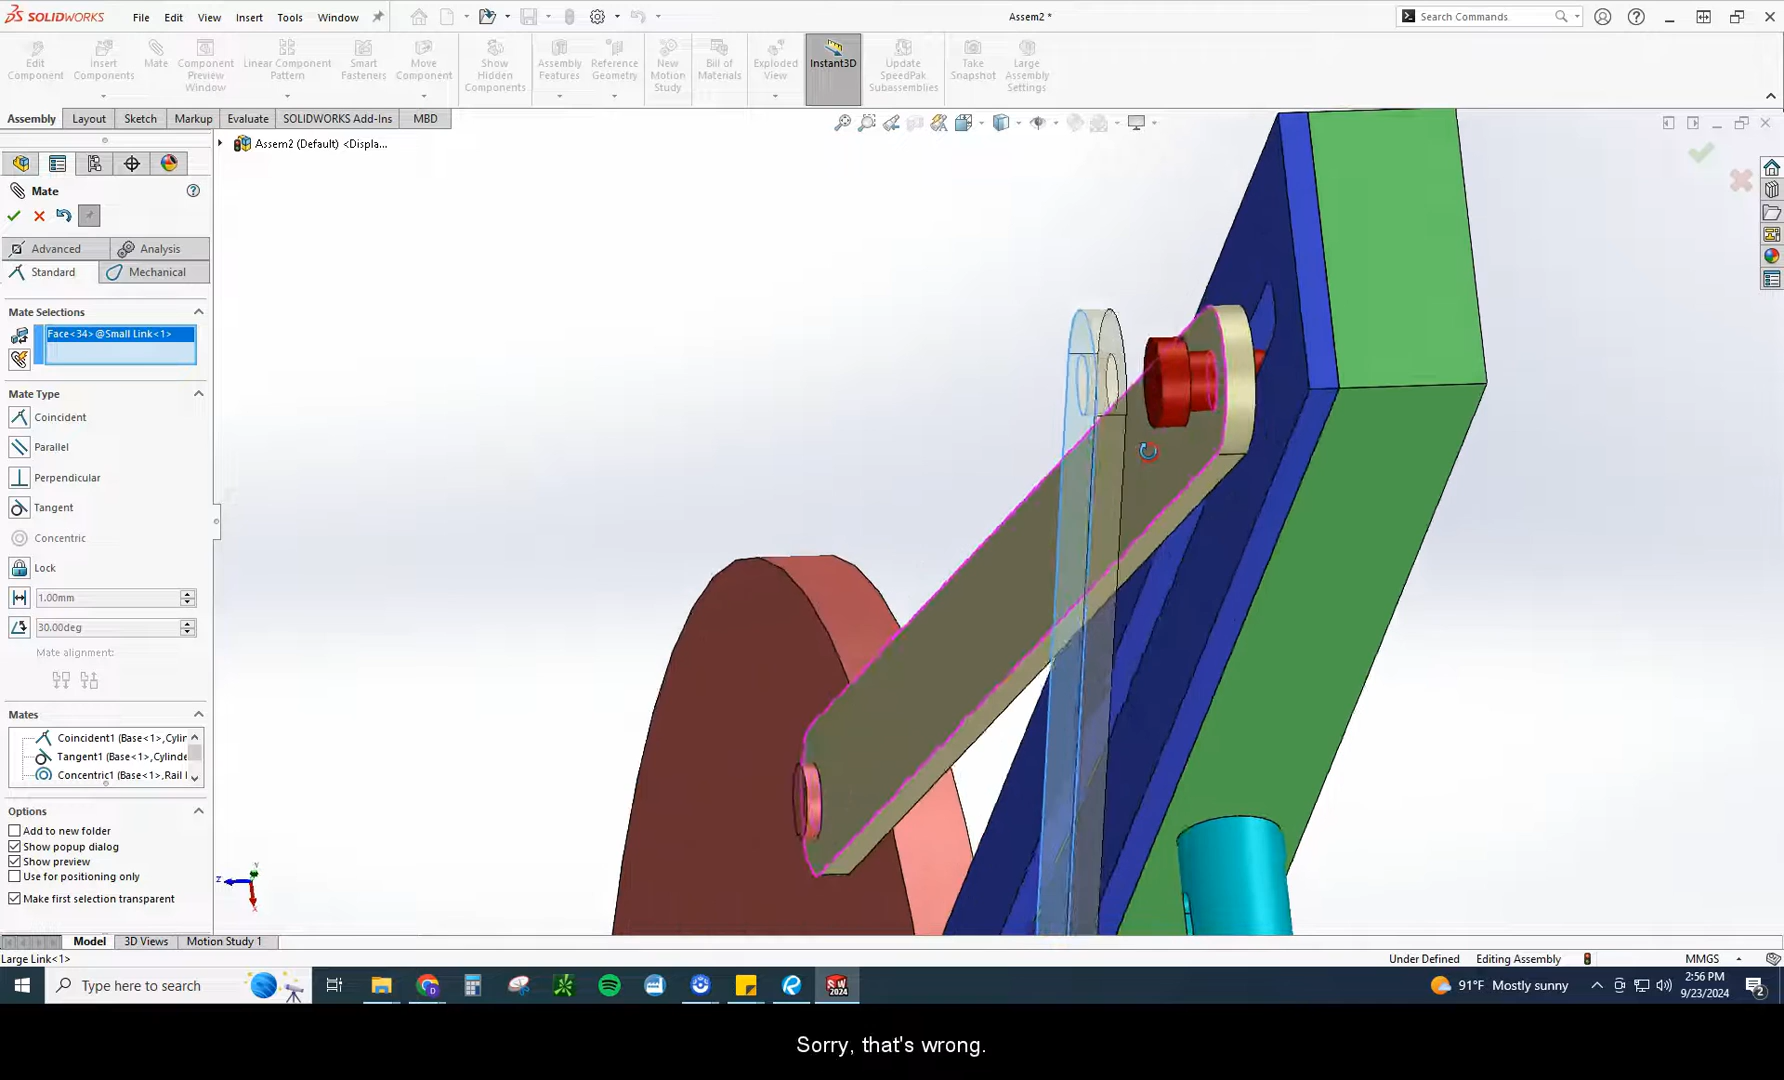 SOLIDWORKS File Edit View Insert Tools Window Assem2 * Search Commands
Edit Component
Insert Components
Mate
Component Preview Window
Linear Component Pattern
Smart Fasteners
Move Component
Show Hidden Components
Assembly Features
Reference Geometry
New Motion Study
Bill of Materials
Exploded View
Instant3D
Update SpeedPak Subassemblies
Take Snapshot
Large Assembly Settings
Assembly Layout Sketch Markup Evaluate SOLIDWORKS Add-Ins MBD
Assem2 (Default) <Displa...
Mate
Advanced Analysis
Standard Mechanical
Mate Selections
Face<34>@Small Link<1>
Mate Type
Coincident
Parallel
Perpendicular
Tangent
Concentric
Lock
1.00mm
30.00deg
Mate alignment:
Mates
Coincident1 (Base<1>,Cylin
Tangent1 (Base<1>,Cylinde
Concentric1 (Base<1>,Rail
Options
Add to new folder
Show popup dialog
Show preview
Use for positioning only
Make first selection transparent
Y
Z
X
Model 3D Views Motion Study 1
Large Link<1> Under Defined Editing Assembly MMGS
Type here to search
SW 2024
91°F Mostly sunny
2:56 PM
9/23/2024
2
Sorry, that's wrong.